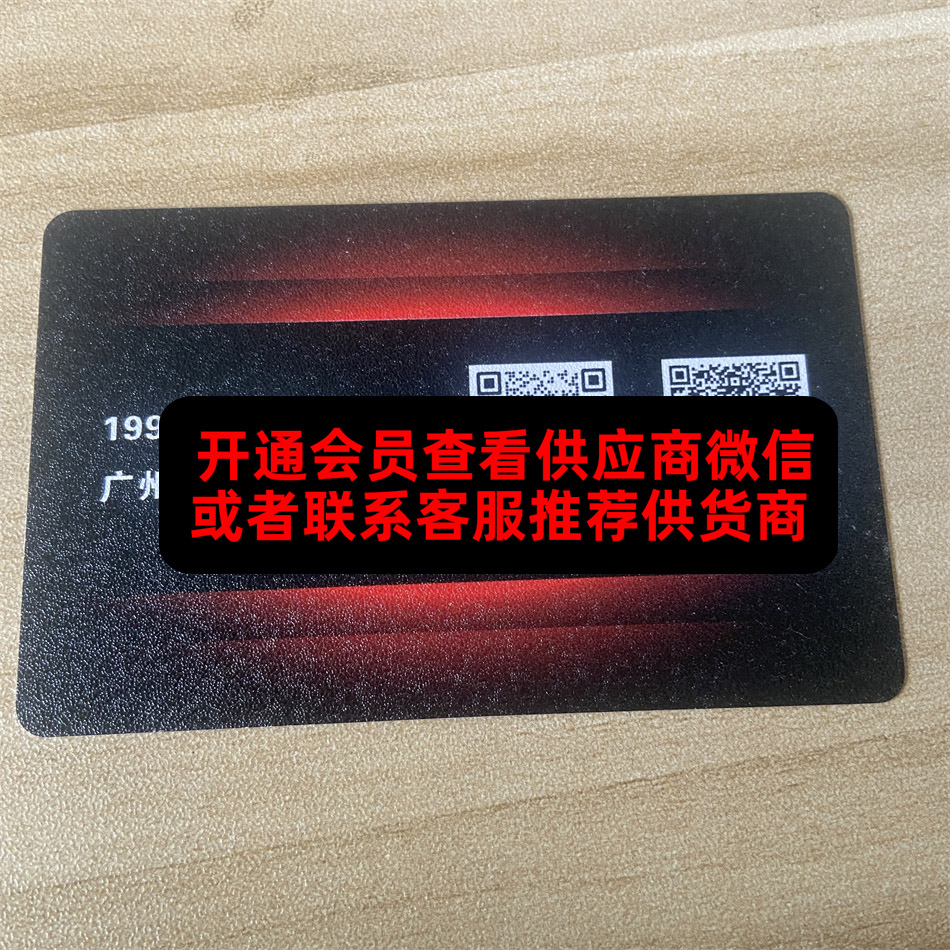 199
广州
开通会员查看供应商微信
或者联系客服推荐供货商